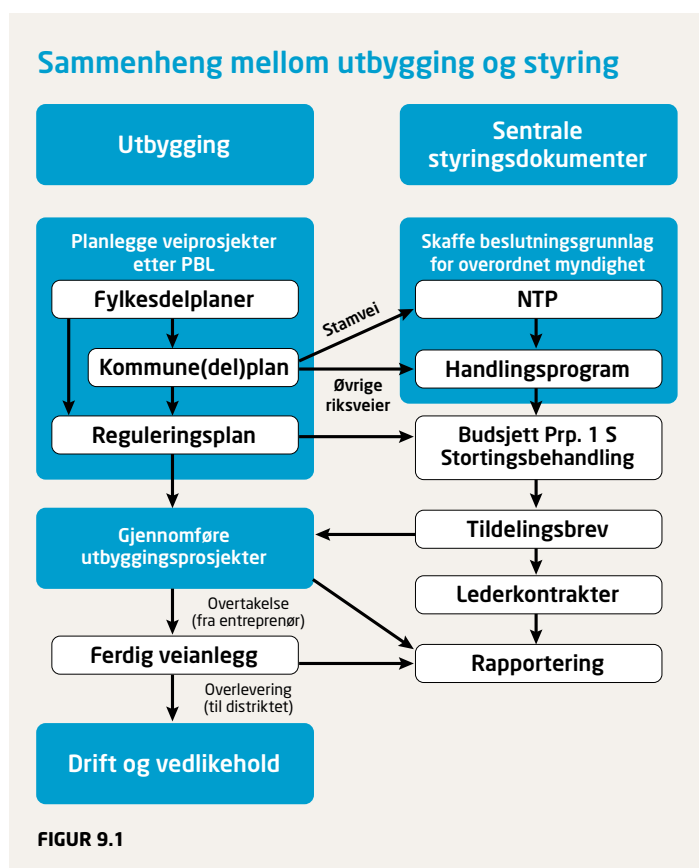 Sammenheng mellom utbygging og styring
Utbygging
Sentrale
styringsdokumenter
Planlegge veiprosjekter
etter PBL
Fylkesdelplaner
Kommune(del)plan
Reguleringsplan
Stamvei
Øvrige
riksveier
Skaffe beslutningsgrunnlag
for overordnet myndighet
NTP
Handlingsprogram
Budsjett Prp. 1 S
Stortingsbehandling
Gjennomføre
utbyggingsprosjekter
Tildelingsbrev
Lederkontrakter
Overtakelse
(fra entreprenør)
Ferdig veianlegg
Rapportering
Overlevering
(til distriktet)
Drift og vedlikehold
FIGUR 9.1